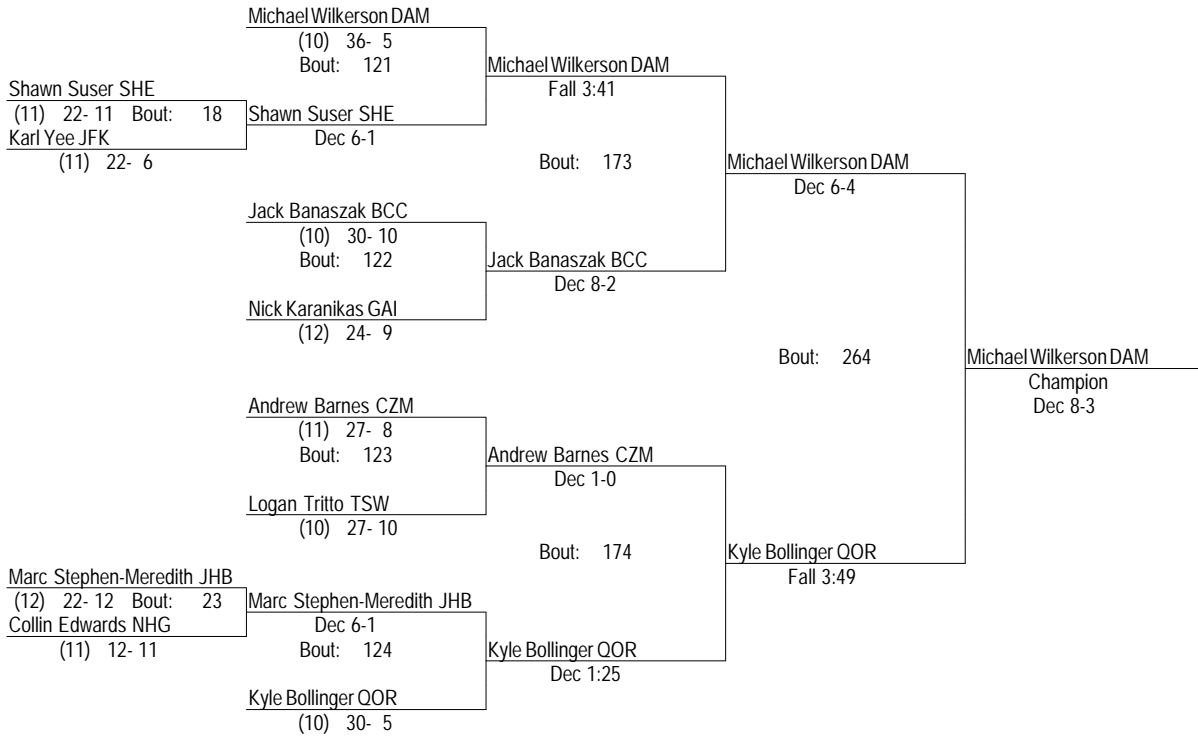 Michael Wilkerson DAM
(10) 36- 5
Bout: 121
Michael Wilkerson DAM
Fall 3:41
Shawn Suser SHE
(11) 22- 11 Bout: 18
Karl Yee JFK
(11) 22- 6
Shawn Suser SHE
Dec 6-1
Bout: 173
Michael Wilkerson DAM
Dec 6-4
Jack Banaszak BCC
(10) 30- 10
Bout: 122
Jack Banaszak BCC
Dec 8-2
Nick Karanikas GAI
(12) 24- 9
Bout: 264
Michael Wilkerson DAM
Champion
Dec 8-3
Andrew Barnes CZM
(11) 27- 8
Bout: 123
Andrew Barnes CZM
Dec 1-0
Logan Tritto TSW
(10) 27- 10
Bout: 174
Kyle Bollinger QOR
Fall 3:49
Marc Stephen-Meredith JHB
(12) 22- 12 Bout: 23
Collin Edwards NHG
(11) 12- 11
Marc Stephen-Meredith JHB
Dec 6-1
Bout: 124
Kyle Bollinger QOR
Dec 1:25
Kyle Bollinger QOR
(10) 30- 5